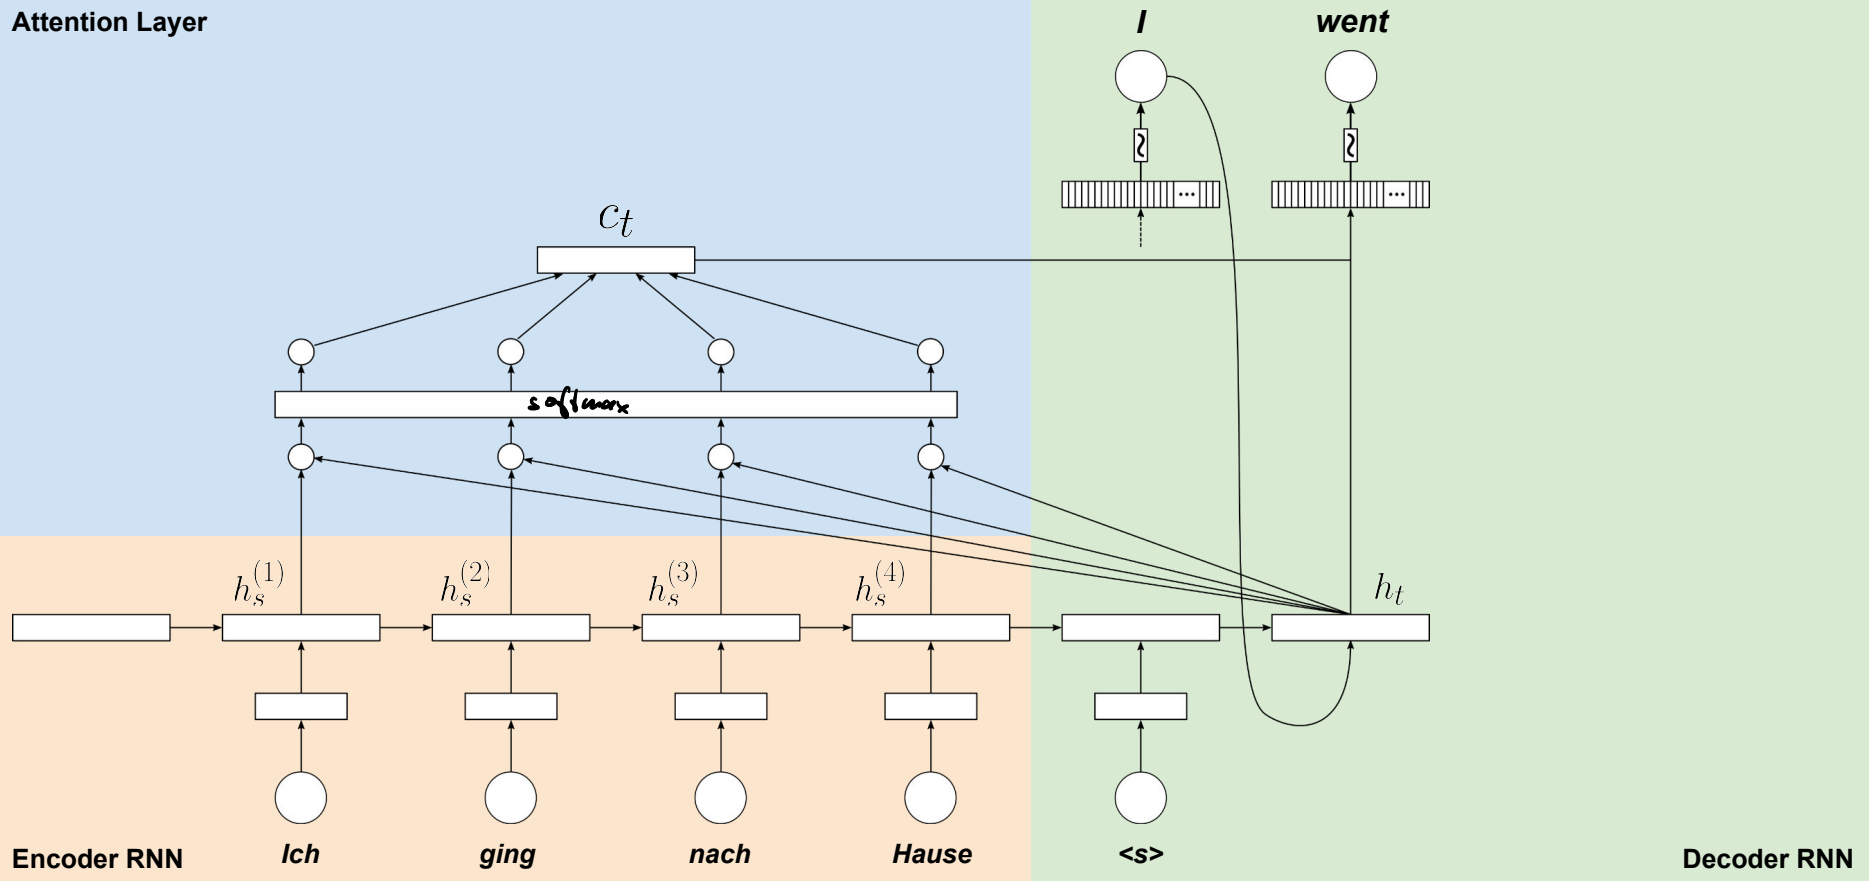 Attention Layer
I went
... ...
c_t
softmax
h_s^{(1)} h_s^{(2)} h_s^{(3)} h_s^{(4)} h_t
Encoder RNN Ich ging nach Hause <s> Decoder RNN